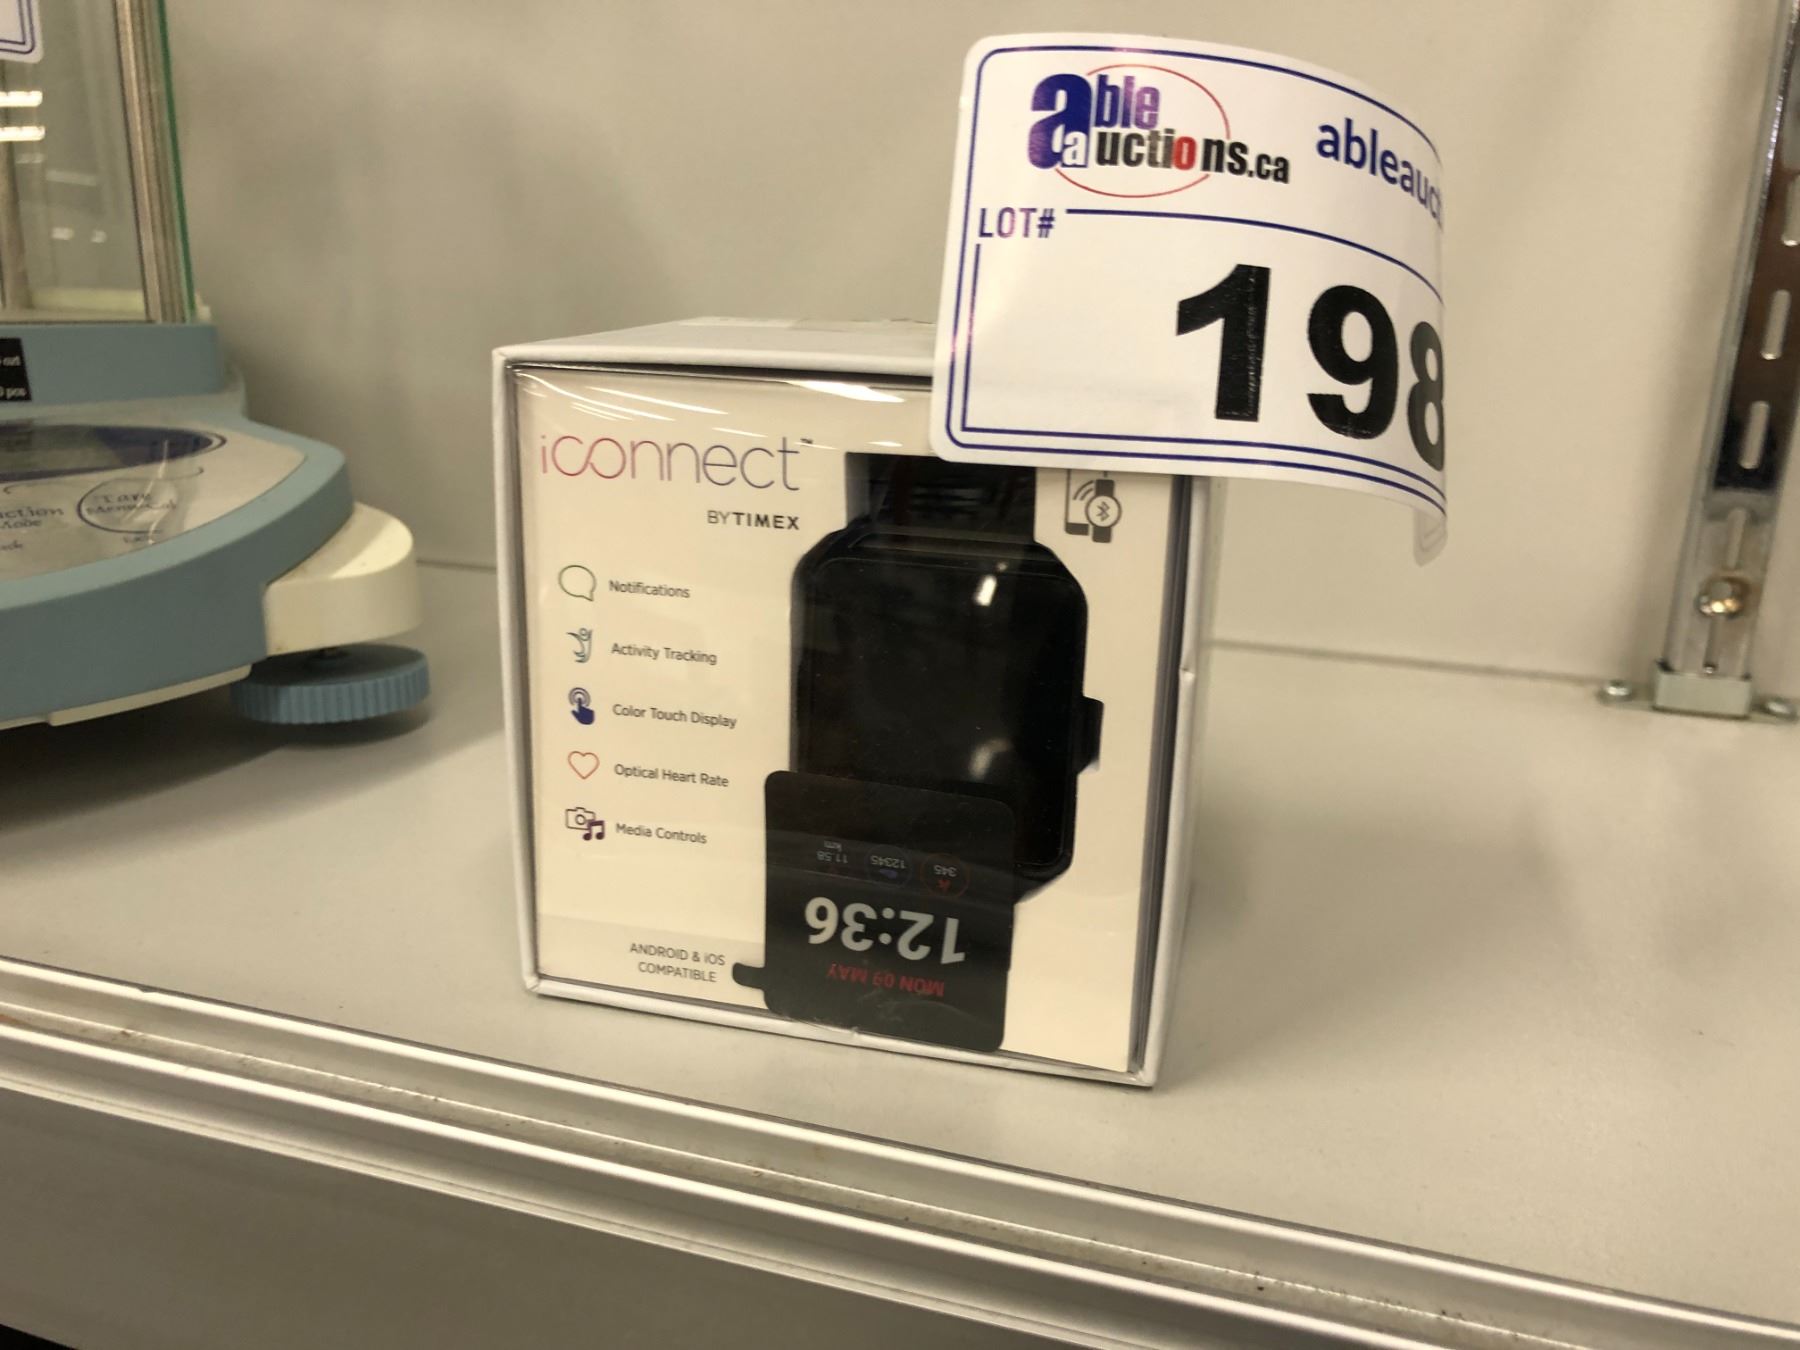 able
auctions.ca
ableauc
LOT#
198
iconnect™
BY TIMEX
Notifications
Activity Tracking
Color Touch Display
Optical Heart Rate
Media Controls
ANDROID & iOS
COMPATIBLE
MON 09 MAY
12:36
345
12345
11.58
km